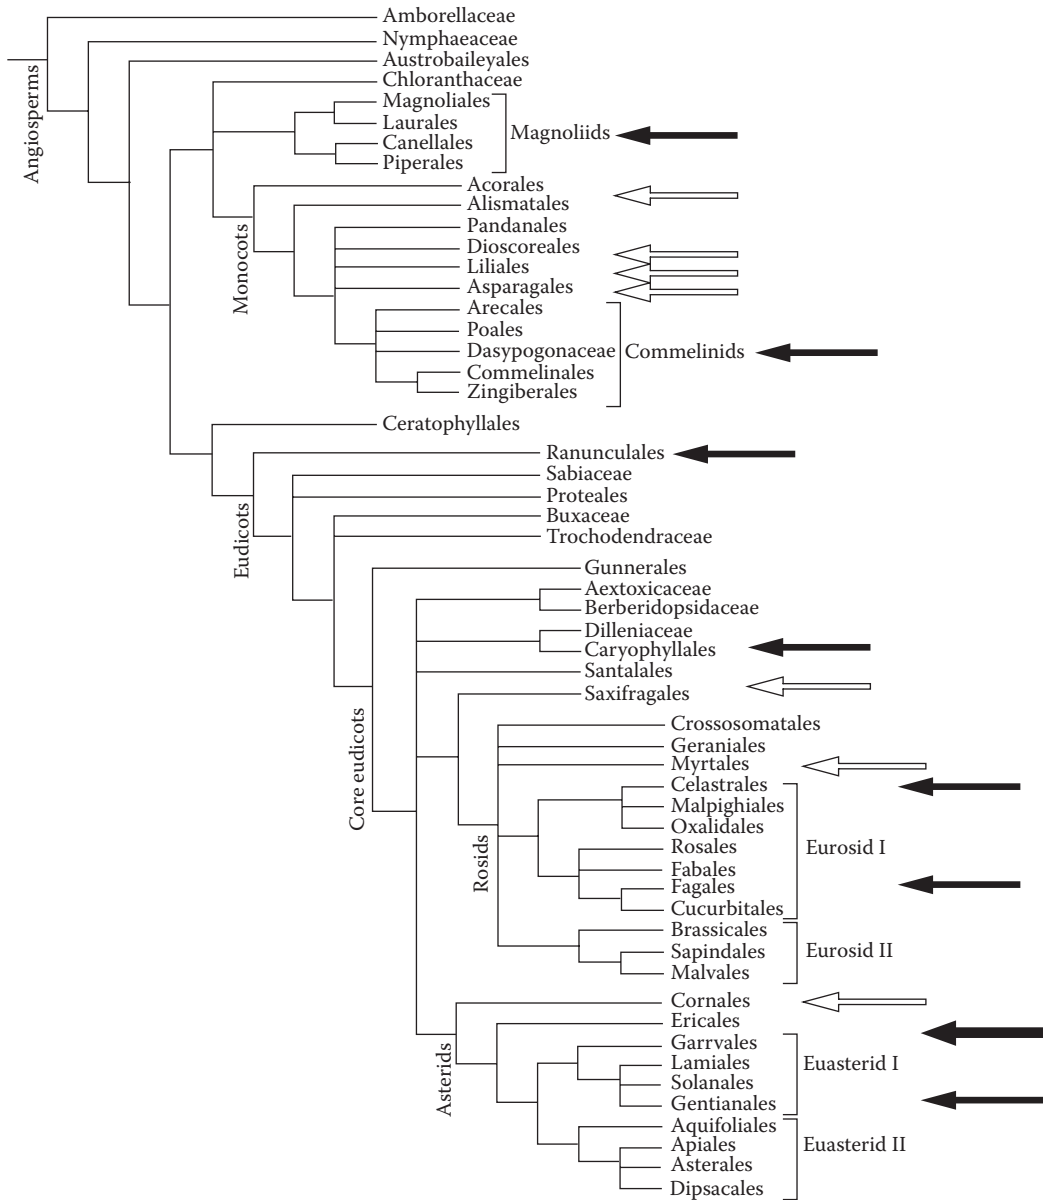 Amborellaceae
Nymphaeaceae
Austrobaileyales
Chloranthaceae
Angiosperms
Magnoliales
Laurales
Magnoliids
Canellales
Piperales
Acorales
Alismatales
Pandanales
Dioscoreales
Monocots
Liliales
Asparagales
Arecales
Poales
Dasypogonaceae
Commelinids
Commelinales
Zingiberales
Ceratophyllales
Ranunculales
Sabiaceae
Proteales
Buxaceae
Eudicots
Trochodendraceae
Gunnerales
Aextoxicaceae
Berberidopsidaceae
Dilleniaceae
Caryophyllales
Santalales
Saxifragales
Core eudicots
Crossosomatales
Geraniales
Myrtales
Celastrales
Malpighiales
Oxalidales
Rosids
Rosales
Eurosid I
Fabales
Fagales
Cucurbitales
Brassicales
Sapindales
Eurosid II
Malvales
Cornales
Ericales
Asterids
Garrvales
Lamiales
Euasterid I
Solanales
Gentianales
Aquifoliales
Apiales
Euasterid II
Asterales
Dipsacales